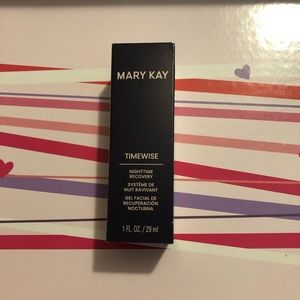 MARY KAY
TIMEWISE
NIGHTTIME
RECOVERY
SYSTÈME DE
NUIT RAVIVANT
GEL FACIAL DE
RECUPERACIÓN
NOCTURNA
1 FL. OZ. / 29 ml